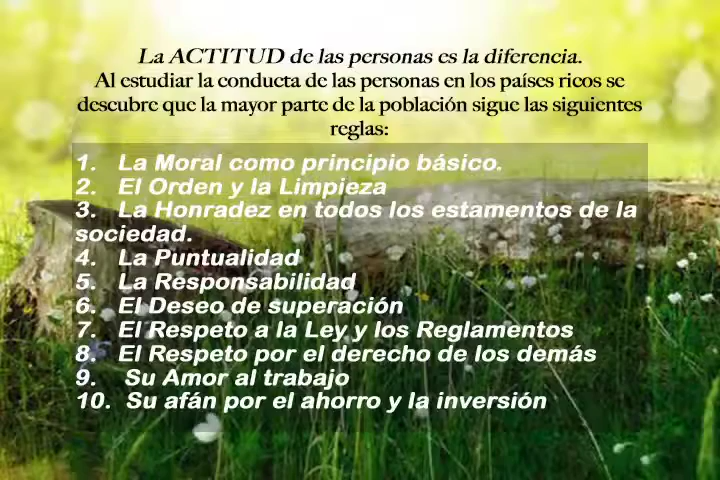 La ACTITUD de las personas es la diferencia.
Al estudiar la conducta de las personas en los países ricos se
descubre que la mayor parte de la población sigue las siguientes
reglas:
1. La Moral como principio básico.
2. El Orden y la Limpieza
3. La Honradez en todos los estamentos de la
sociedad.
4. La Puntualidad
5. La Responsabilidad
6. El Deseo de superación
7. El Respeto a la Ley y los Reglamentos
8. El Respeto por el derecho de los demás
9. Su Amor al trabajo
10. Su afán por el ahorro y la inversión